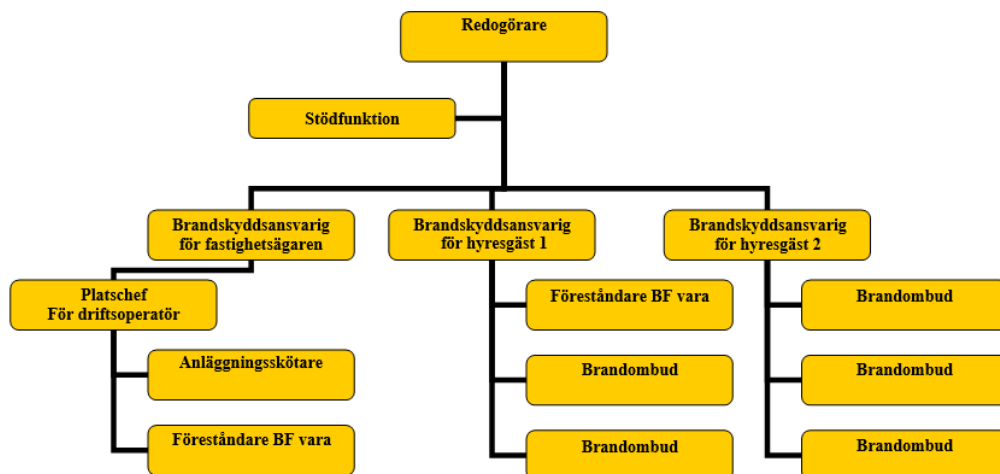 Redogörare
Stödfunktion
Brandskyddsansvarig
för fastighetsägaren
Brandskyddsansvarig
för hyresgäst 1
Brandskyddsansvarig
för hyresgäst 2
Platschef
För driftsoperatör
Föreståndare BF vara
Brandombud
Anläggningsskötare
Brandombud
Brandombud
Föreståndare BF vara
Brandombud
Brandombud